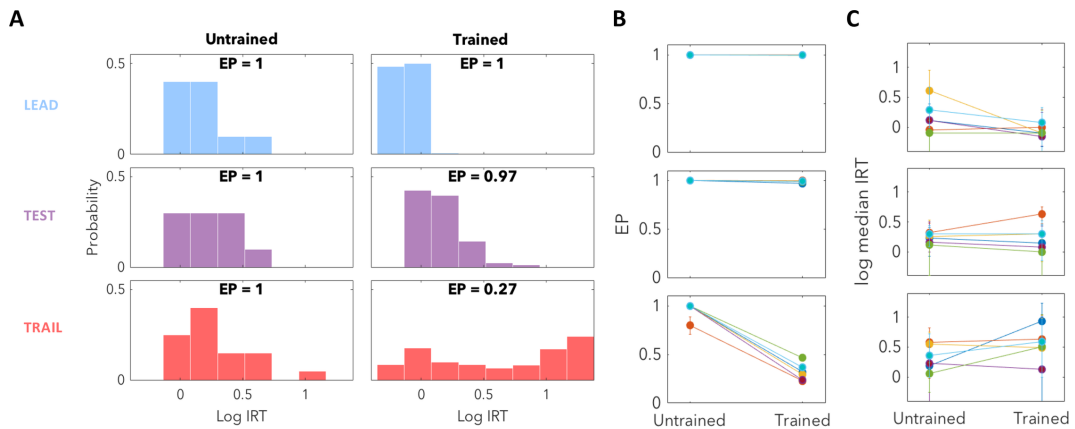 A
B
C
Untrained
Trained
LEAD
EP = 1
EP = 1
0.5
0
0
TEST
EP = 1
EP = 0.97
0.5
0
0
TRAIL
EP = 1
EP = 0.27
0.5
0
0
Probability
0
0.5
1
0
0.5
1
Log IRT
Log IRT
1
0
1
0
1
0.5
0
EP
Untrained
Trained
1
0.5
0
1
0.5
0
1
0.5
0
log median IRT
Untrained
Trained